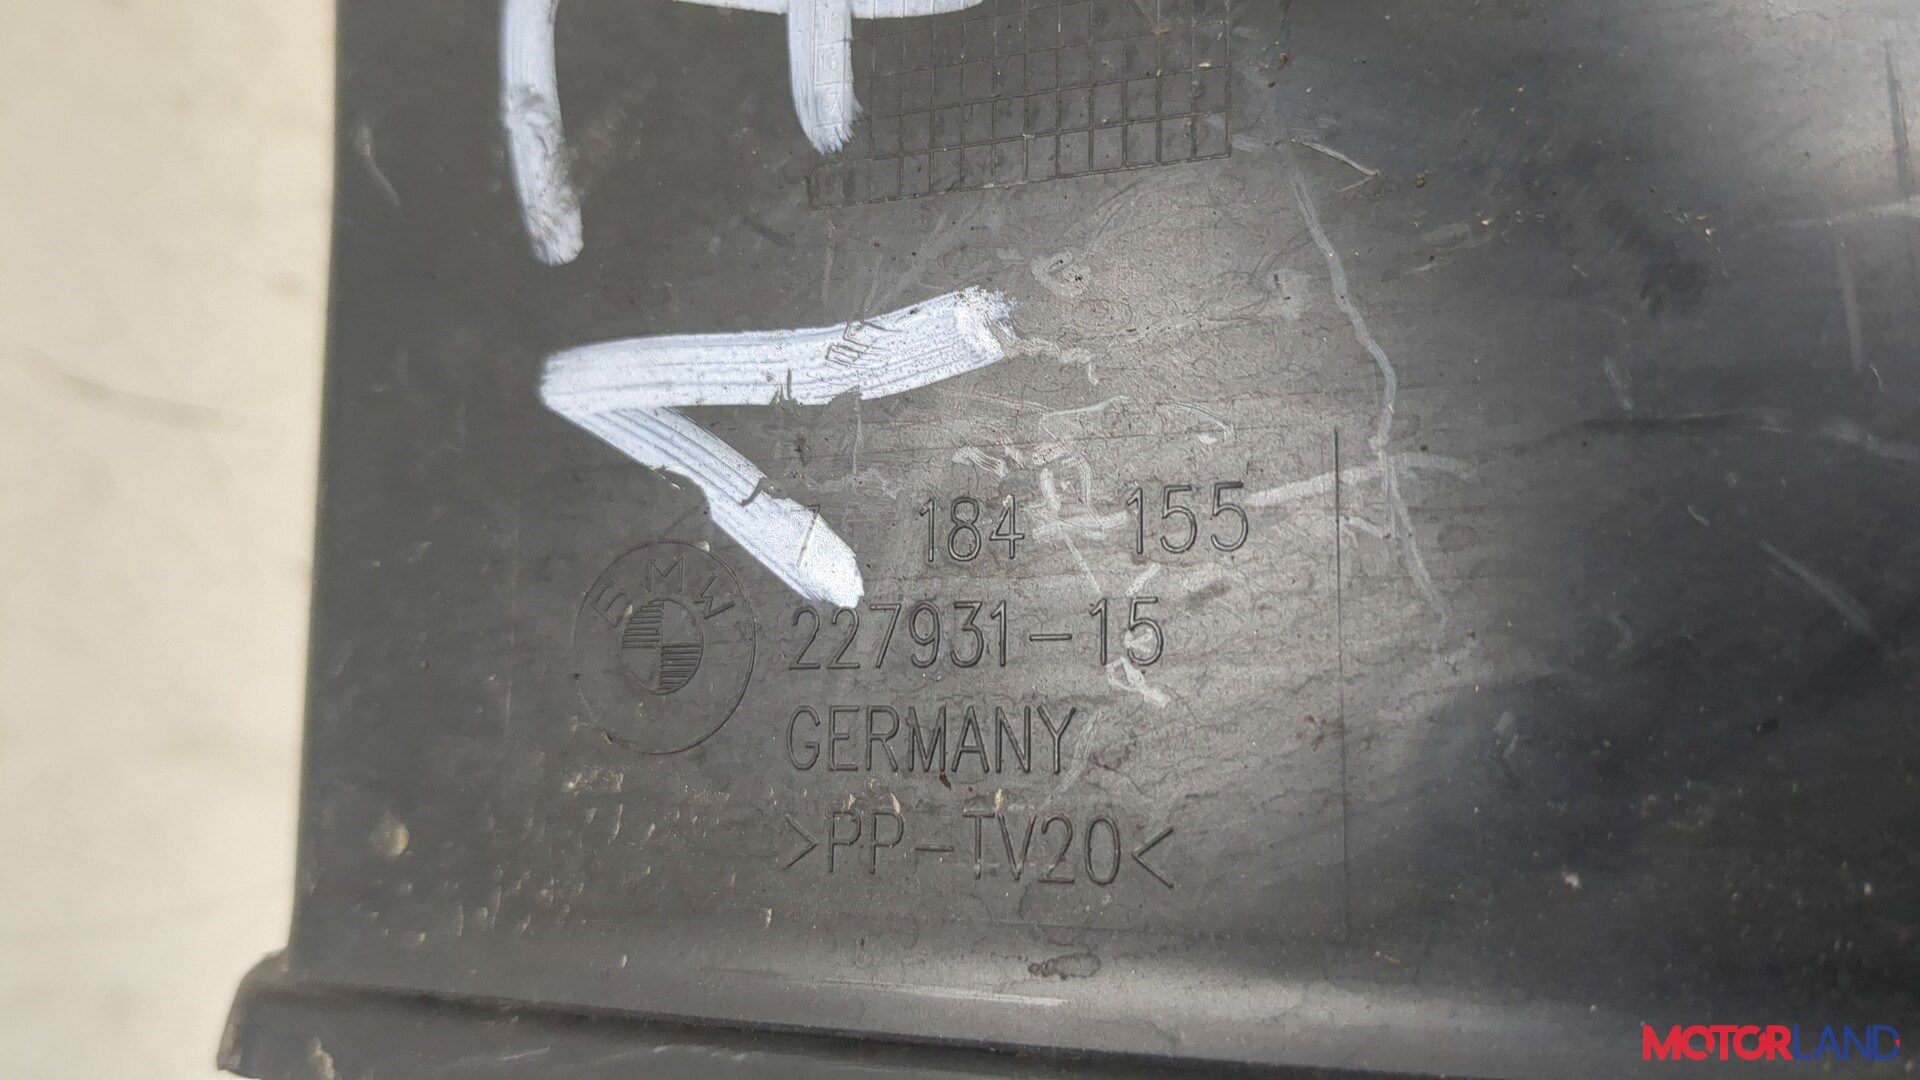 7 184 155
BMW
227931-15
GERMANY
>PP-TV20<
MOTORLAND